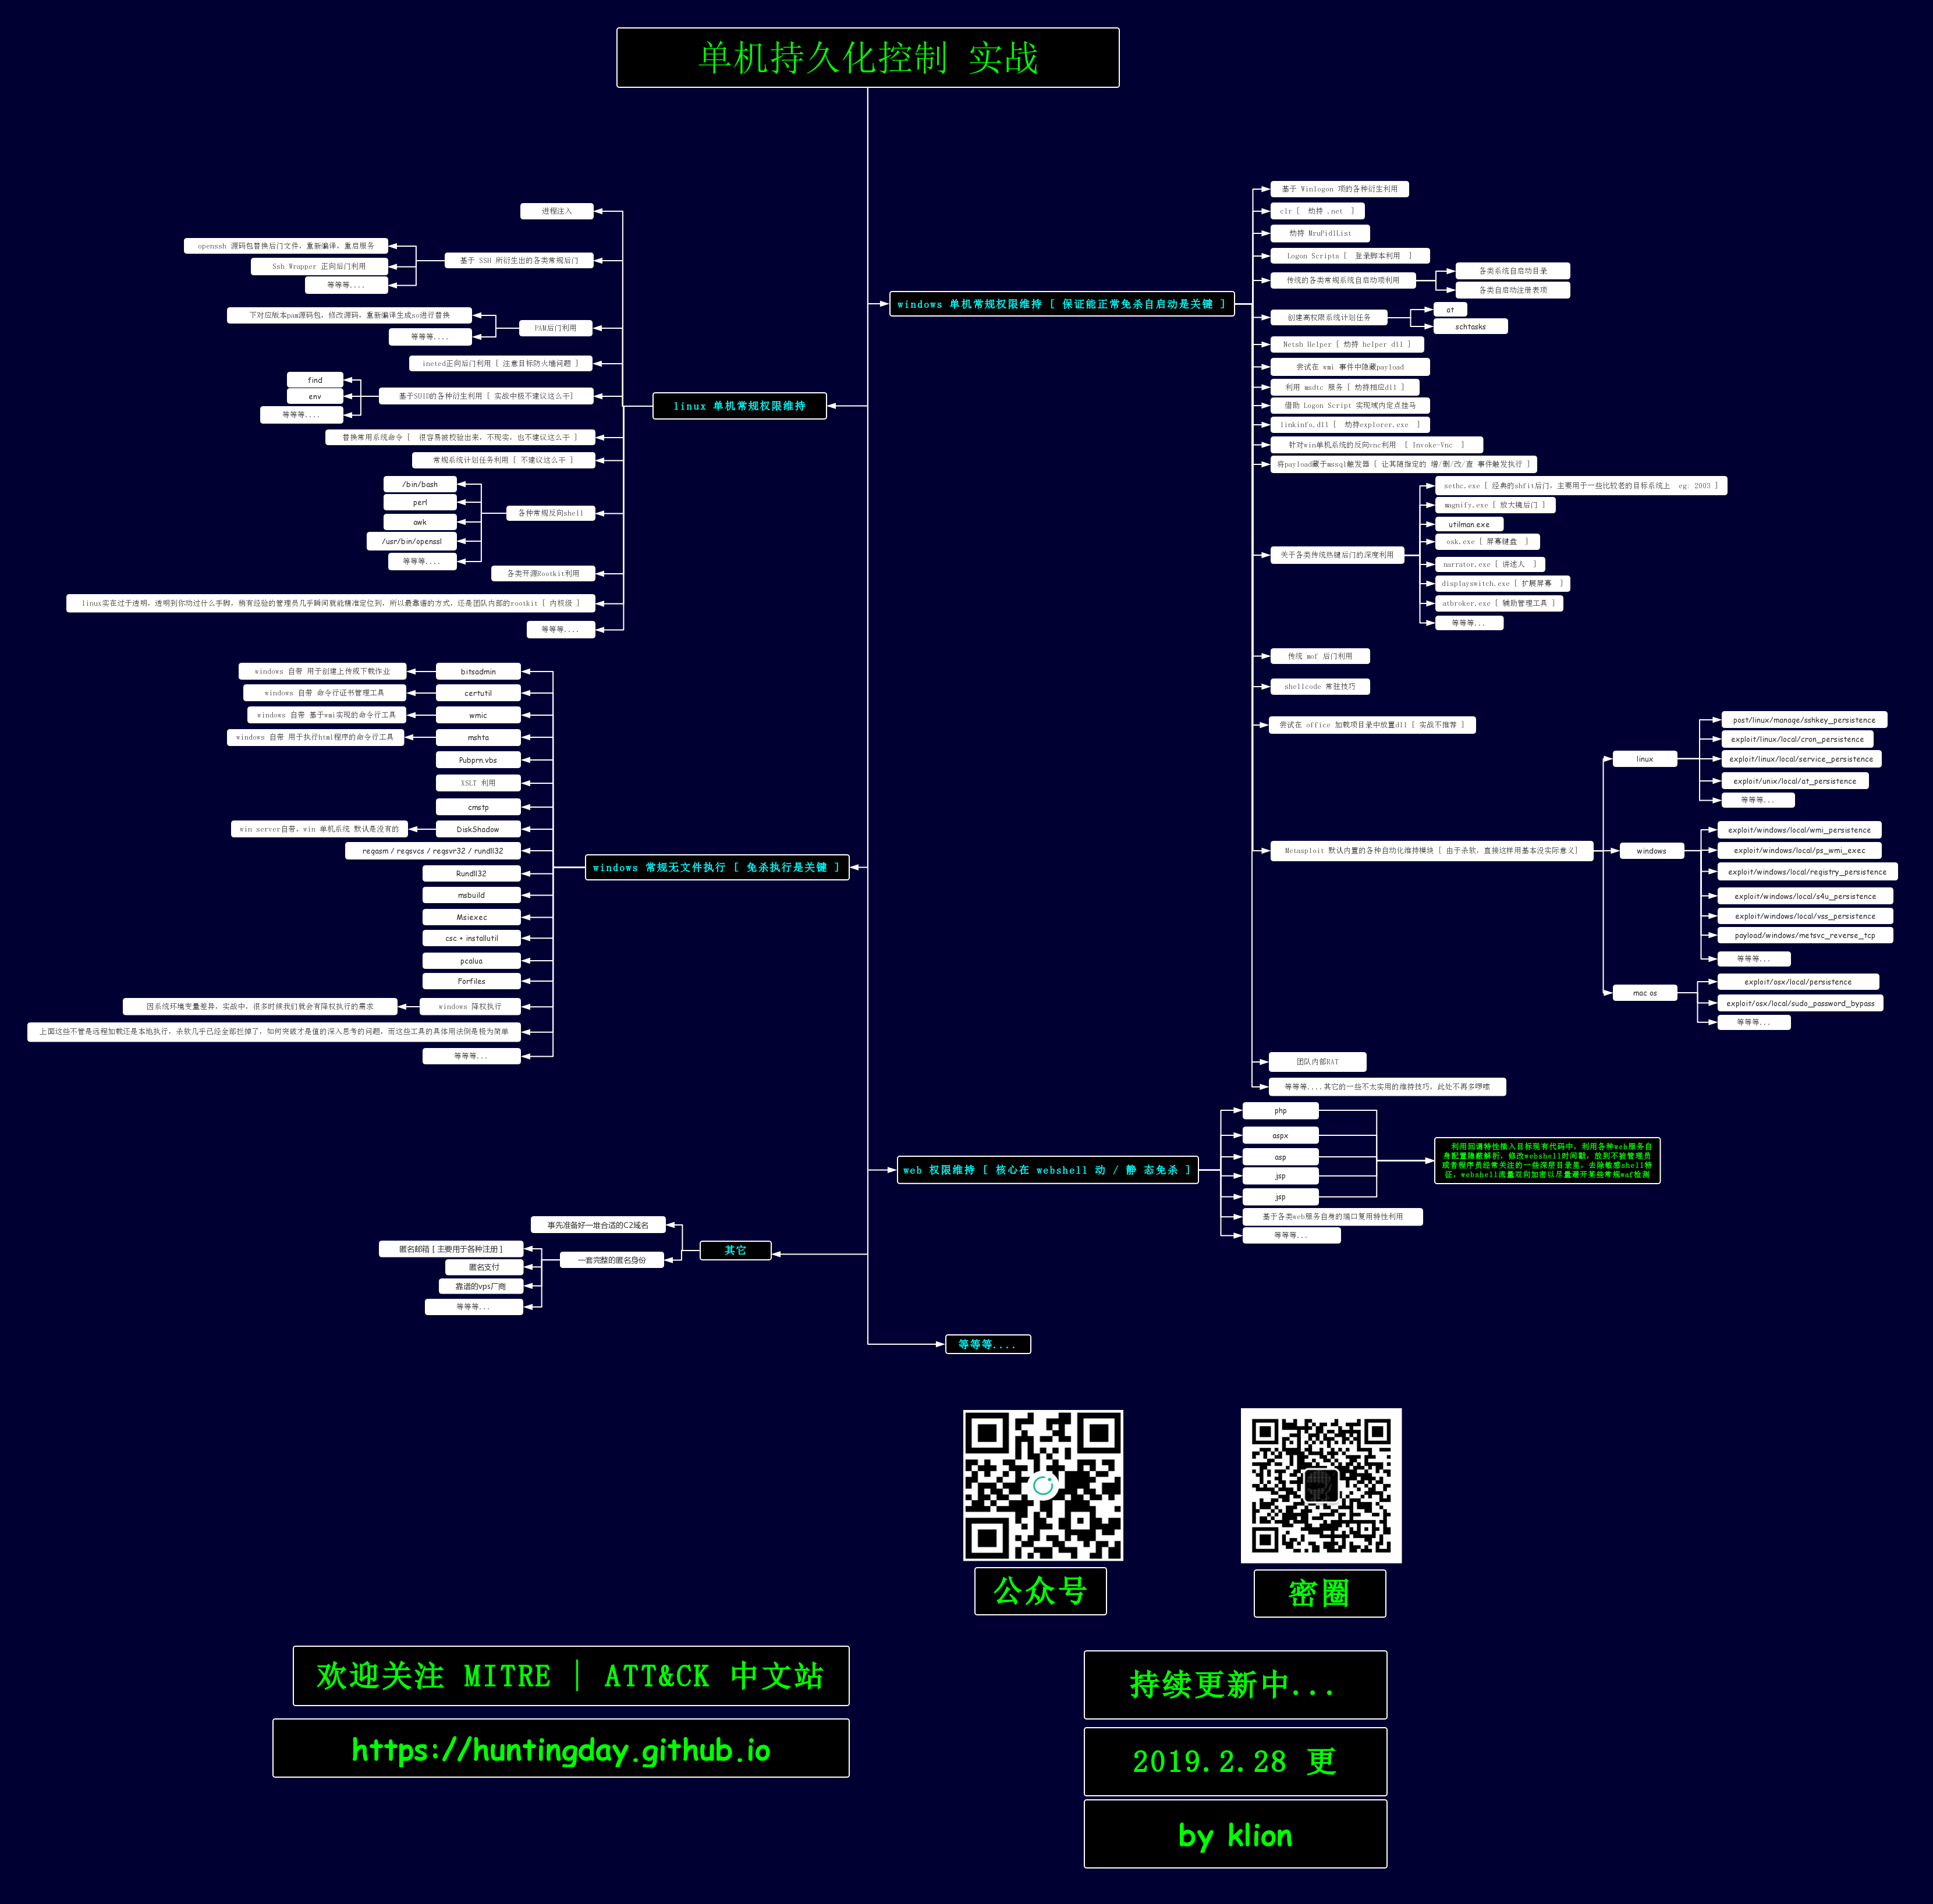 单机持久化控制 实战
linux 单机常规权限维持
进程注入
基于 SSH 所衍生出的各类常规后门
openssh 源码包替换后门文件，重新编译，重启服务
Ssh Wrapper 正向后门利用
等等等....
PAM后门利用
下对应版本pam源码包，修改源码，重新编译生成so进行替换
等等等....
ineted正向后门利用 [ 注意目标防火墙问题 ]
基于SUID的各种衍生利用 [ 实战中极不建议这么干]
find
env
等等等....
替换常用系统命令 [ 很容易被校验出来，不现实，也不建议这么干 ]
常规系统计划任务利用 [ 不建议这么干 ]
各种常规反向shell
/bin/bash
perl
awk
/usr/bin/openssl
等等等....
各类开源Rootkit利用
linux实在过于透明，透明到你动过什么手脚，稍有经验的管理员几乎瞬间就能精准定位到，所以最靠谱的方式，还是团队内部的rootkit [ 内核级 ]
等等等....
windows 单机常规权限维持 [ 保证能正常免杀自启动是关键 ]
基于 Winlogon 项的各种衍生利用
clr [ 劫持 .net ]
劫持 MruPidlList
Logon Scripts [ 登录脚本利用 ]
传统的各类常规系统自启动项利用
各类系统自启动目录
各类自启动注册表项
创建高权限系统计划任务
at
schtasks
Netsh Helper [ 劫持 helper dll ]
尝试在 wmi 事件中隐藏payload
利用 msdtc 服务 [ 劫持相应dll ]
借助 Logon Script 实现域内定点挂马
linkinfo.dll [ 劫持explorer.exe ]
针对win单机系统的反向vnc利用 [ Invoke-Vnc ]
将payload藏于mssql触发器 [ 让其随指定的 增/删/改/查 事件触发执行 ]
关于各类传统热键后门的深度利用
sethc.exe [ 经典的shfit后门，主要用于一些比较老的目标系统上 eg: 2003 ]
magnify.exe [ 放大镜后门 ]
utilman.exe
osk.exe [ 屏幕键盘 ]
narrator.exe [ 讲述人 ]
displayswitch.exe [ 扩展屏幕 ]
atbroker.exe [ 辅助管理工具 ]
等等等...
传统 mof 后门利用
shellcode 常驻技巧
尝试在 office 加载项目录中放置dll [ 实战不推荐 ]
Metasploit 默认内置的各种自动化维持模块 [ 由于杀软，直接这样用基本没实际意义]
linux
post/linux/manage/sshkey_persistence
exploit/linux/local/cron_persistence
exploit/linux/local/service_persistence
exploit/unix/local/at_persistence
等等等...
windows
exploit/windows/local/wmi_persistence
exploit/windows/local/ps_wmi_exec
exploit/windows/local/registry_persistence
exploit/windows/local/s4u_persistence
exploit/windows/local/vss_persistence
payload/windows/metsvc_reverse_tcp
等等等...
mac os
exploit/osx/local/persistence
exploit/osx/local/sudo_password_bypass
等等等...
团队内部RAT
等等等....其它的一些不太实用的维持技巧，此处不再多啰嗦
windows 常规无文件执行 [ 免杀执行是关键 ]
bitsadmin
windows 自带 用于创建上传或下载作业
certutil
windows 自带 命令行证书管理工具
wmic
windows 自带 基于wmi实现的命令行工具
mshta
windows 自带 用于执行html程序的命令行工具
Pubprn.vbs
XSLT 利用
cmstp
DiskShadow
win server自带，win 单机系统 默认是没有的
regasm / regsvcs / regsvr32 / rundll32
Rundll32
msbuild
Msiexec
csc + installutil
pcalua
Forfiles
windows 降权执行
因系统环境变量差异，实战中，很多时候我们就会有降权执行的需求
上面这些不管是远程加载还是本地执行，杀软几乎已经全部拦掉了，如何突破才是值的深入思考的问题，而这些工具的具体用法倒是极为简单
等等等...
web 权限维持 [ 核心在 webshell 动 / 静 态免杀 ]
php
aspx
asp
jsp
jsp
利用回调特性插入目标现有代码中，利用各种web服务自
身配置隐蔽解析，修改webshell时间戳，放到不被管理员
或者程序员经常关注的一些深层目录里，去除敏感shell特
征，webshell流量双向加密以尽量避开某些常规waf检测
基于各类web服务自身的端口复用特性利用
等等等...
其它
事先准备好一堆合适的C2域名
一套完整的匿名身份
匿名邮箱 [ 主要用于各种注册 ]
匿名支付
靠谱的vps厂商
等等等...
等等等....
公众号
密圈
欢迎关注 MITRE | ATT&CK 中文站
https://huntingday.github.io
持续更新中...
2019.2.28 更
by klion